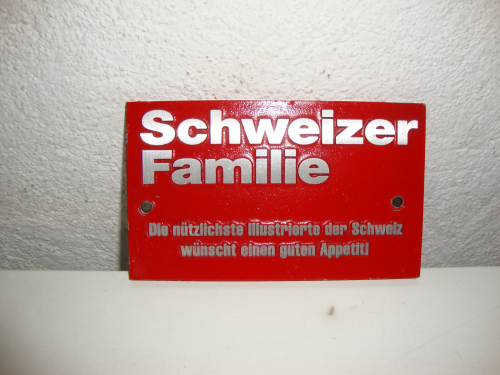 Schweizer
Familie
Die nützlichste Illustrierte der Schweiz
wünscht einen guten Appetit!